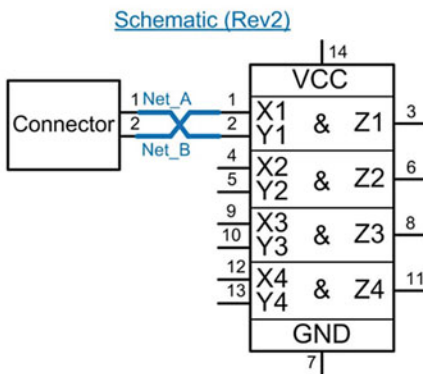 Schematic (Rev2)
14
VCC
Connector
1 Net_A 1 X1 & Z1 3
2 Net_B 2 Y1
4 X2 & Z2 6
5 Y2
9 X3 & Z3 8
10 Y3
12 X4 & Z4 11
13 Y4
GND
7